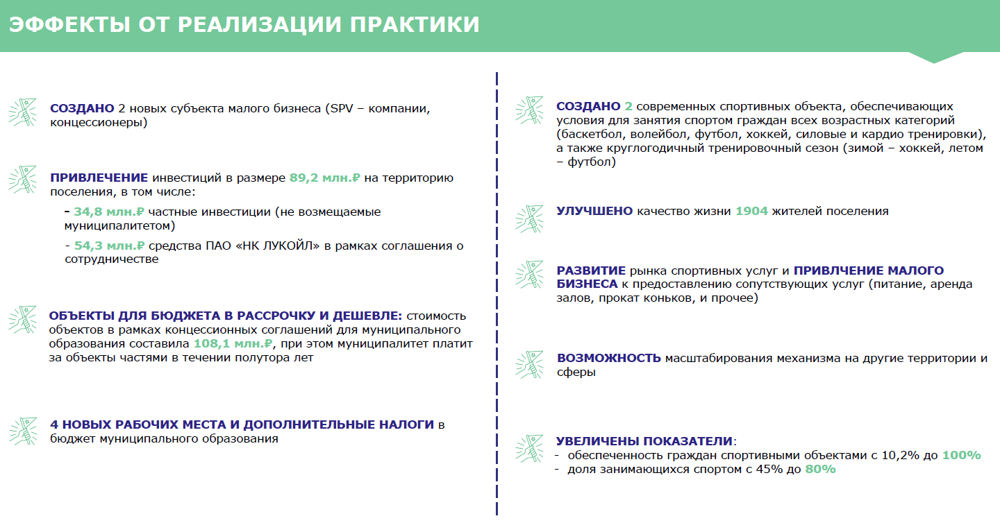 ЭФФЕКТЫ ОТ РЕАЛИЗАЦИИ ПРАКТИКИ
СОЗДАНО 2 новых субъекта малого бизнеса (SPV – компании,
концессионеры)
ПРИВЛЕЧЕНИЕ инвестиций в размере 89,2 млн.₽ на территорию
поселения, в том числе:
- 34,8 млн.₽ частные инвестиции (не возмещаемые
муниципалитетом)
- 54,3 млн.₽ средства ПАО «НК ЛУКОЙЛ» в рамках соглашения о
сотрудничестве
ОБЪЕКТЫ ДЛЯ БЮДЖЕТА В РАССРОЧКУ И ДЕШЕВЛЕ: стоимость
объектов в рамках концессионных соглашений для муниципального
образования составила 108,1 млн.₽, при этом муниципалитет платит
за объекты частями в течении полутора лет
4 НОВЫХ РАБОЧИХ МЕСТА И ДОПОЛНИТЕЛЬНЫЕ НАЛОГИ в
бюджет муниципального образования
СОЗДАНО 2 современных спортивных объекта, обеспечивающих
условия для занятия спортом граждан всех возрастных категорий
(баскетбол, волейбол, футбол, хоккей, силовые и кардио тренировки),
а также круглогодичный тренировочный сезон (зимой – хоккей, летом
– футбол)
УЛУЧШЕНО качество жизни 1904 жителей поселения
РАЗВИТИЕ рынка спортивных услуг и ПРИВЛЧЕНИЕ МАЛОГО
БИЗНЕСА к предоставлению сопутствующих услуг (питание, аренда
залов, прокат коньков, и прочее)
ВОЗМОЖНОСТЬ масштабирования механизма на другие территории и
сферы
УВЕЛИЧЕНЫ ПОКАЗАТЕЛИ:
- обеспеченность граждан спортивными объектами с 10,2% до 100%
- доля занимающихся спортом с 45% до 80%